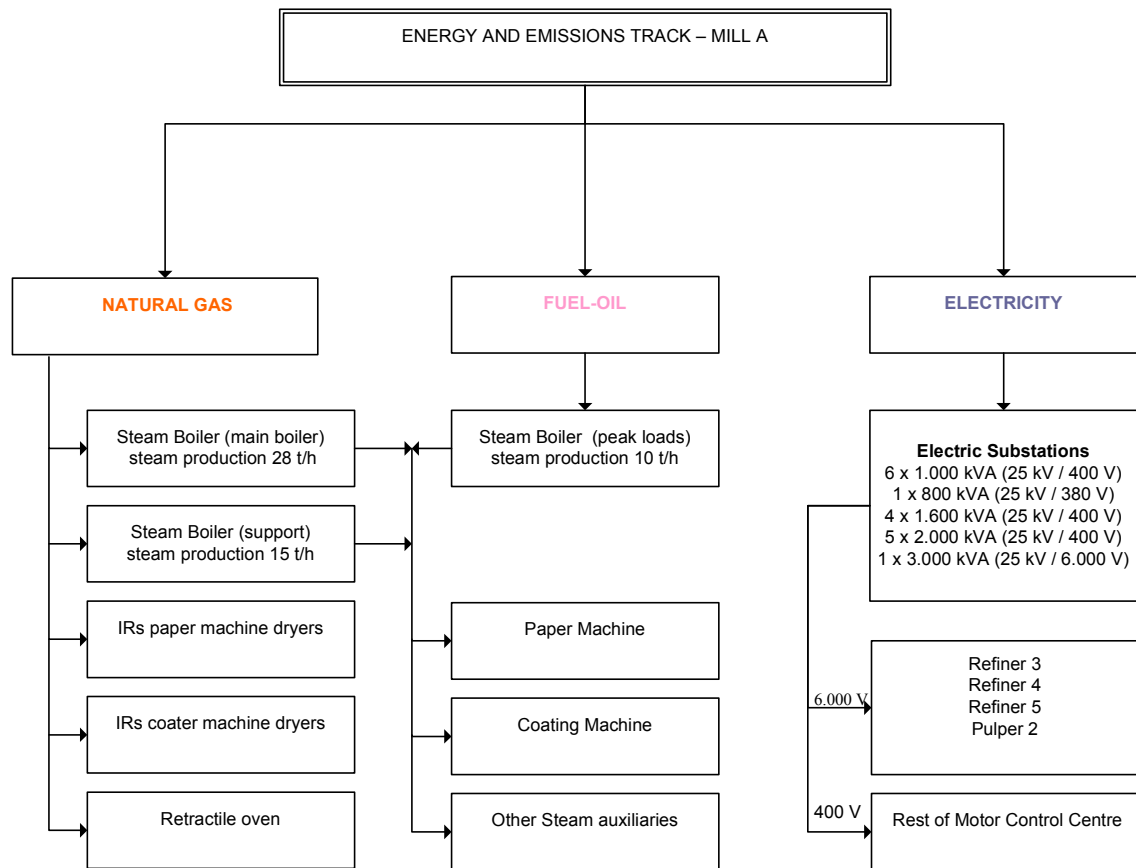 ENERGY AND EMISSIONS TRACK – MILL A
NATURAL GAS
FUEL-OIL
ELECTRICITY
Steam Boiler (main boiler)
steam production 28 t/h
Steam Boiler (support)
steam production 15 t/h
IRs paper machine dryers
IRs coater machine dryers
Retractile oven
Steam Boiler (peak loads)
steam production 10 t/h
Paper Machine
Coating Machine
Other Steam auxiliaries
Electric Substations
6 x 1.000 kVA (25 kV / 400 V)
1 x 800 kVA (25 kV / 380 V)
4 x 1.600 kVA (25 kV / 400 V)
5 x 2.000 kVA (25 kV / 400 V)
1 x 3.000 kVA (25 kV / 6.000 V)
6.000 V
Refiner 3
Refiner 4
Refiner 5
Pulper 2
400 V
Rest of Motor Control Centre